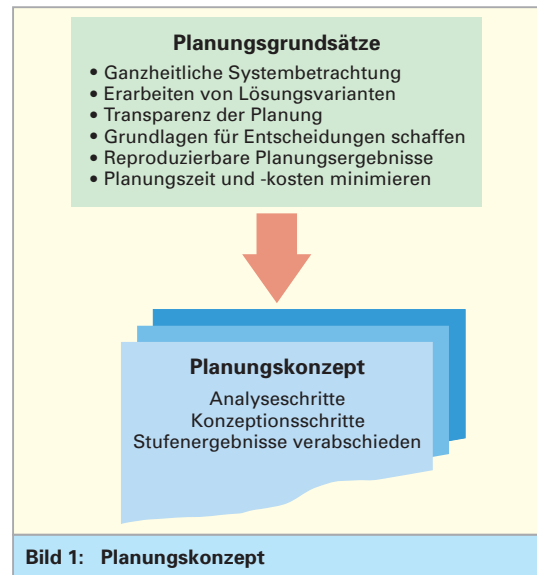 Planungsgrundsätze
• Ganzheitliche Systembetrachtung
• Erarbeiten von Lösungsvarianten
• Transparenz der Planung
• Grundlagen für Entscheidungen schaffen
• Reproduzierbare Planungsergebnisse
• Planungszeit und -kosten minimieren
Planungskonzept
Analyseschritte
Konzeptionsschritte
Stufenergebnisse verabschieden
Bild 1: Planungskonzept